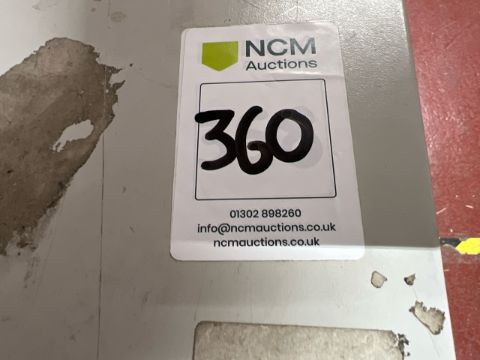 NCM
Auctions
360
01302 898260
info@ncmauctions.co.uk
ncmauctions.co.uk